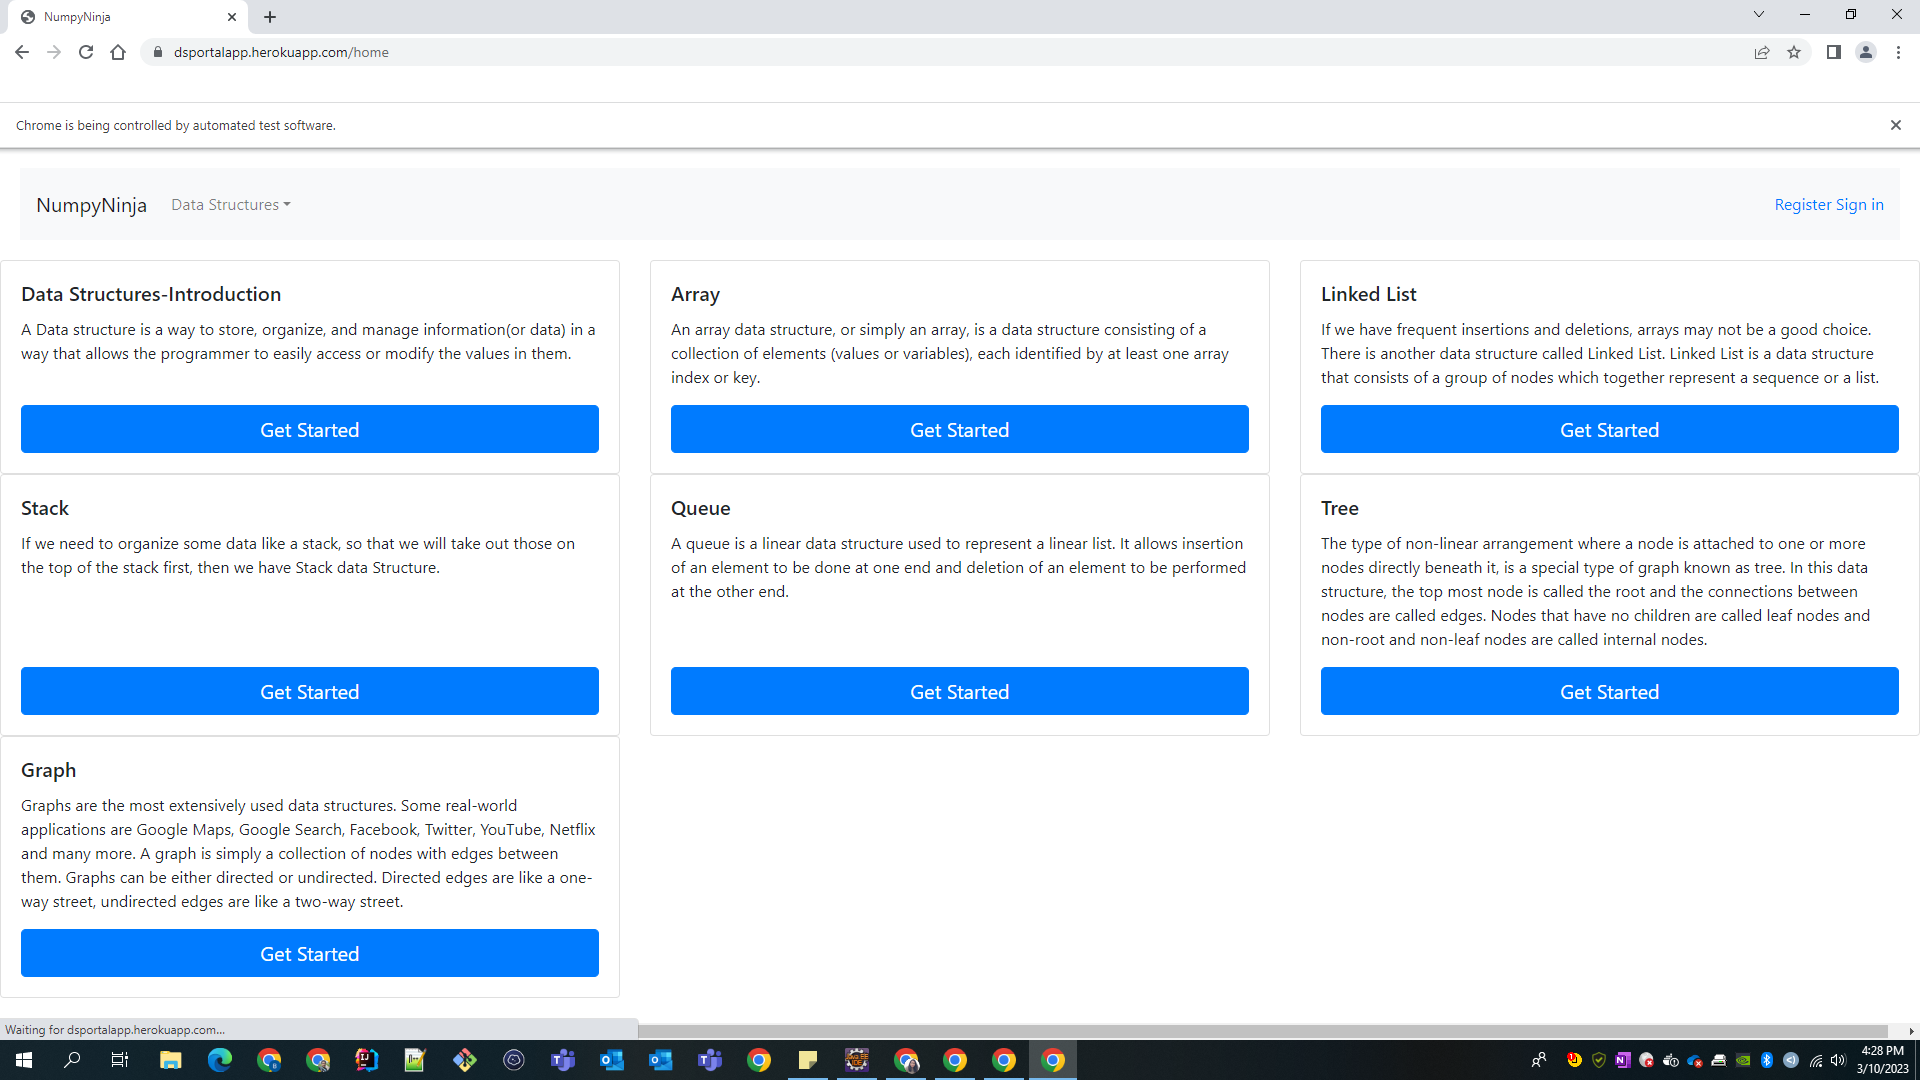 NumpyNinja
dsportalapp.herokuapp.com/home
Chrome is being controlled by automated test software.
NumpyNinja
Data Structures
Register Sign in
Data Structures-Introduction
A Data structure is a way to store, organize, and manage information(or data) in a
way that allows the programmer to easily access or modify the values in them.
Get Started
Array
An array data structure, or simply an array, is a data structure consisting of a
collection of elements (values or variables), each identified by at least one array
index or key.
Get Started
Linked List
If we have frequent insertions and deletions, arrays may not be a good choice.
There is another data structure called Linked List. Linked List is a data structure
that consists of a group of nodes which together represent a sequence or a list.
Get Started
Stack
If we need to organize some data like a stack, so that we will take out those on
the top of the stack first, then we have Stack data Structure.
Get Started
Queue
A queue is a linear data structure used to represent a linear list. It allows insertion
of an element to be done at one end and deletion of an element to be performed
at the other end.
Get Started
Tree
The type of non-linear arrangement where a node is attached to one or more
nodes directly beneath it, is a special type of graph known as tree. In this data
structure, the top most node is called the root and the connections between
nodes are called edges. Nodes that have no children are called leaf nodes and
non-root and non-leaf nodes are called internal nodes.
Get Started
Graph
Graphs are the most extensively used data structures. Some real-world
applications are Google Maps, Google Search, Facebook, Twitter, YouTube, Netflix
and many more. A graph is simply a collection of nodes with edges between
them. Graphs can be either directed or undirected. Directed edges are like a one-
way street, undirected edges are like a two-way street.
Get Started
Waiting for dsportalapp.herokuapp.com...
4:28 PM
3/10/2023